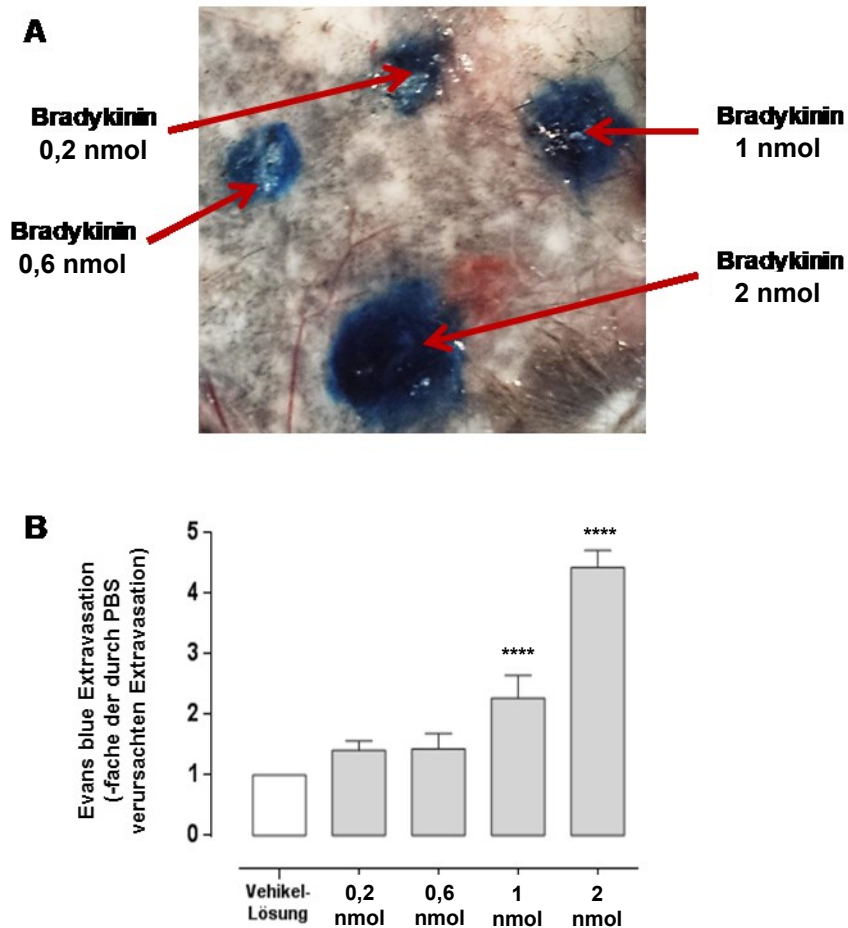 A
Bradykinin
0,2 nmol
Bradykinin
0,6 nmol
Bradykinin
1 nmol
Bradykinin
2 nmol
B
Evans blue Extravasation
(-fache der durch PBS
verursachten Extravasation)
5
4
3
2
1
0
****
****
Vehikel-
Lösung
0,2
nmol
0,6
nmol
1
nmol
2
nmol